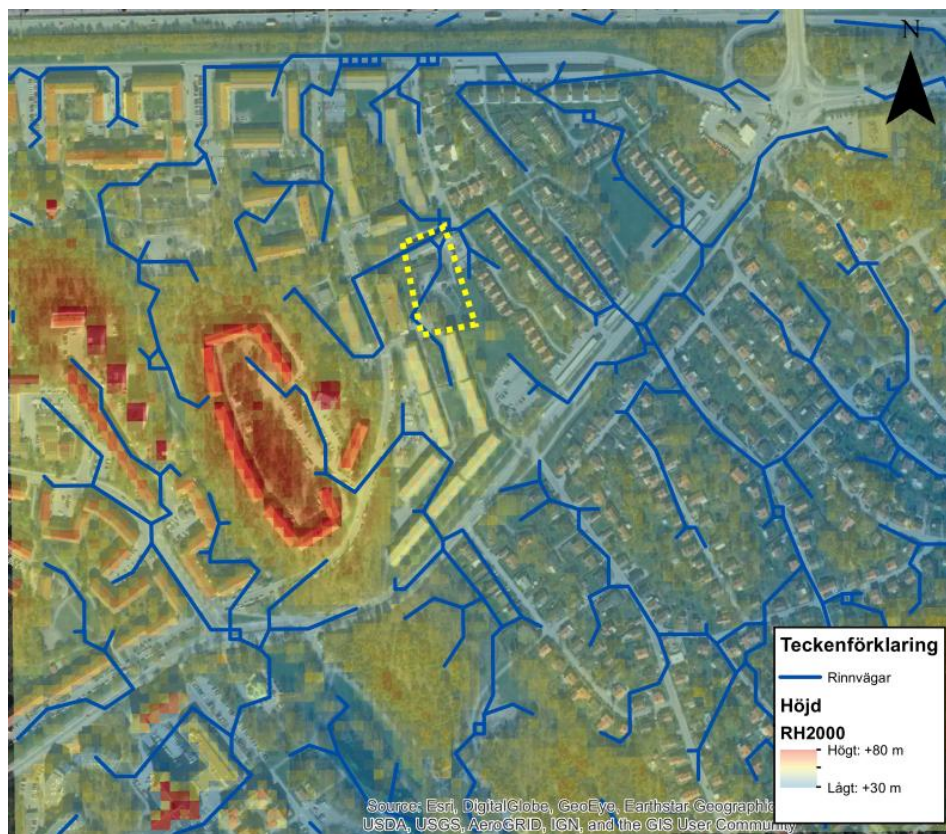 N
Teckenförklaring
Rinnvägar
Höjd
RH2000
Högt: +80 m
Lågt: +30 m
Source: Esri, DigitalGlobe, GeoEye, Earthstar Geographic
USDA, USGS, AeroGRID, IGN, and the GIS User Community